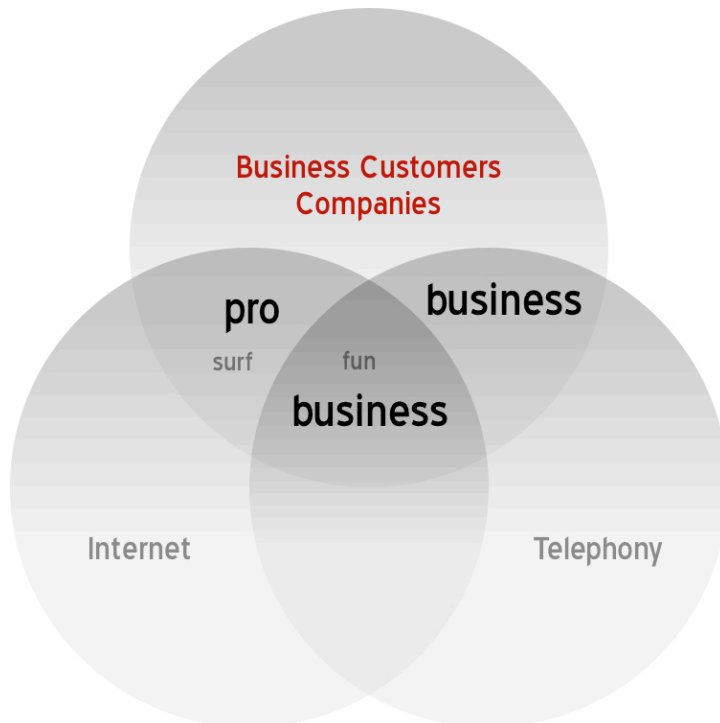 Business Customers
Companies
pro
business
surf
fun
business
Internet
Telephony